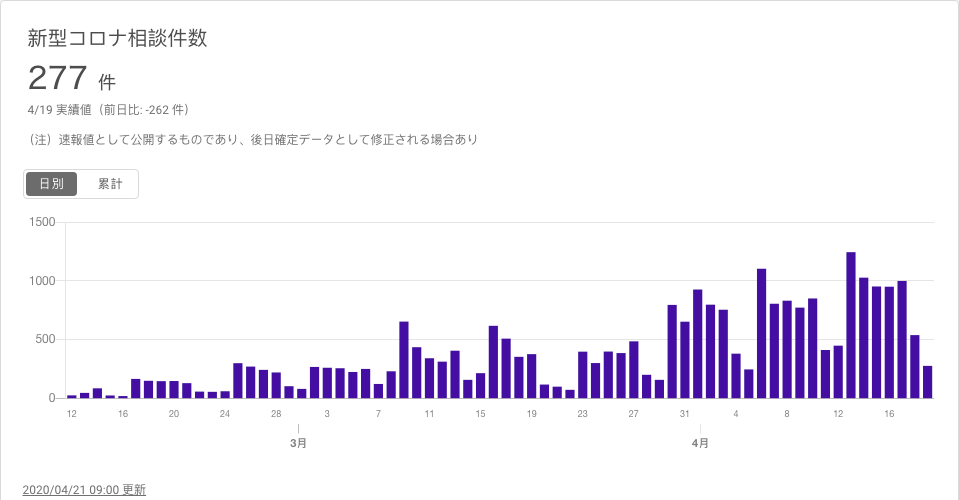 新型コロナ相談件数
277 件
4/19 実績値（前日比: -262 件）
（注）速報値として公開するものであり、後日確定データとして修正される場合あり
日別 累計
1500
1000
500
0
12 16 20 24 28 3 7 11 15 19 23 27 31 4 8 12 16
3月 4月
2020/04/21 09:00 更新